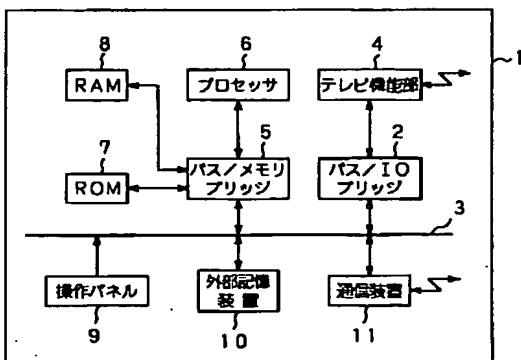 8
6
4
1
RAM
プロセッサ
テレビ機能部
7
5
2
ROM
バス/メモリ
ブリッジ
バス/IO
ブリッジ
3
操作パネル
外部記憶
装置
通信装置
9
10
11